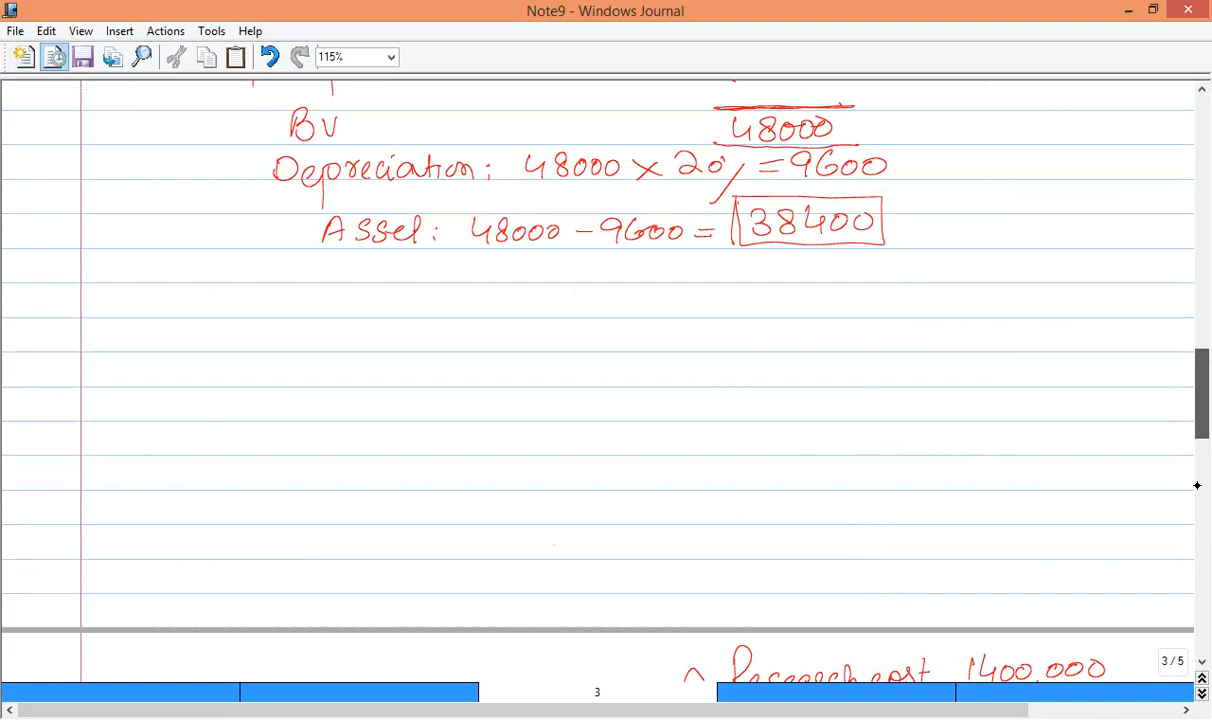 Note9 - Windows Journal
File Edit View Insert Actions Tools Help
115%
BV 48000
Depreciation: 48000 × 20% = 9600
Asset: 48000 - 9600 = 38400
Research cost 1400.000
3 / 5
3